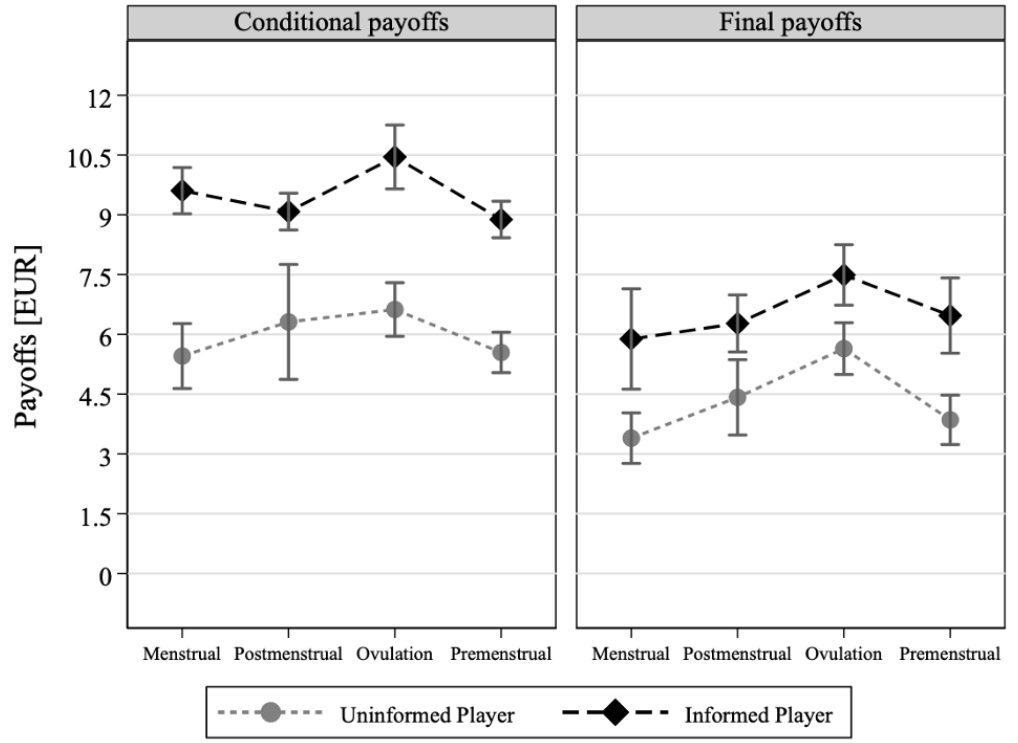 Conditional payoffs
Final payoffs
Payoffs [EUR]
12
10.5
9
7.5
6
4.5
3
1.5
0
Menstrual Postmenstrual Ovulation Premenstrual
Menstrual Postmenstrual Ovulation Premenstrual
Uninformed Player
Informed Player